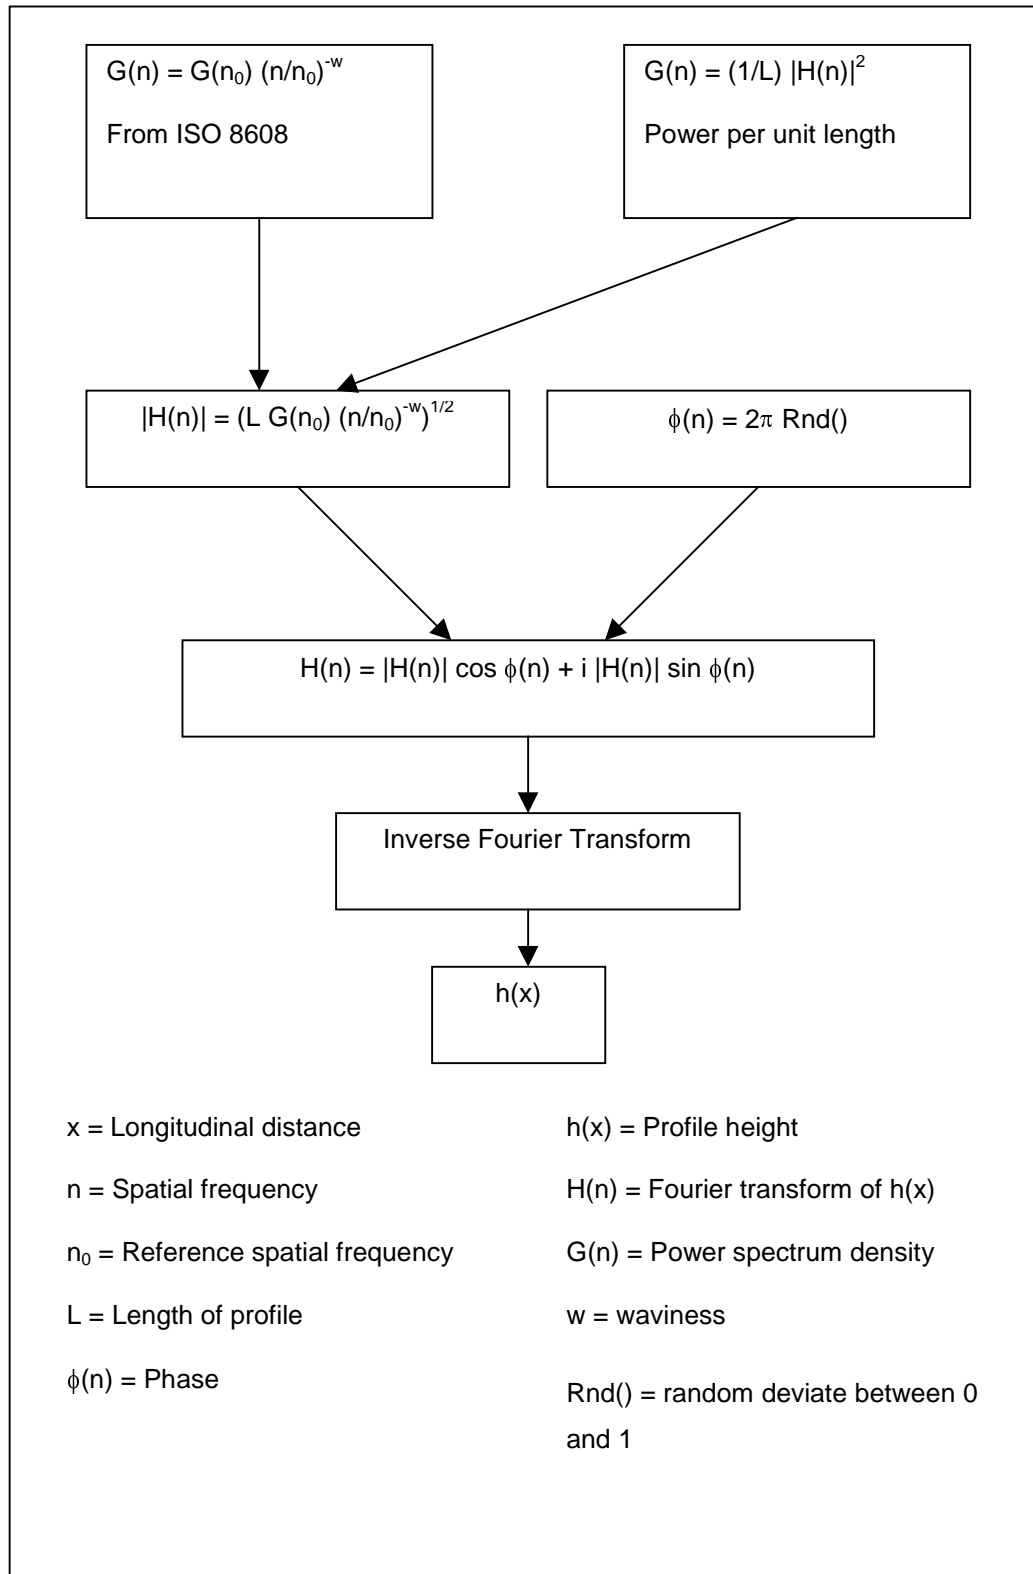 G(n) = G(n₀) (n/n₀)⁻ʷ
From ISO 8608
G(n) = (1/L) |H(n)|²
Power per unit length
|H(n)| = (L G(n₀) (n/n₀)⁻ʷ)¹ᐟ²
ϕ(n) = 2π Rnd()
H(n) = |H(n)| cos ϕ(n) + i |H(n)| sin ϕ(n)
Inverse Fourier Transform
h(x)
x = Longitudinal distance
n = Spatial frequency
n₀ = Reference spatial frequency
L = Length of profile
ϕ(n) = Phase
h(x) = Profile height
H(n) = Fourier transform of h(x)
G(n) = Power spectrum density
w = waviness
Rnd() = random deviate between 0
and 1